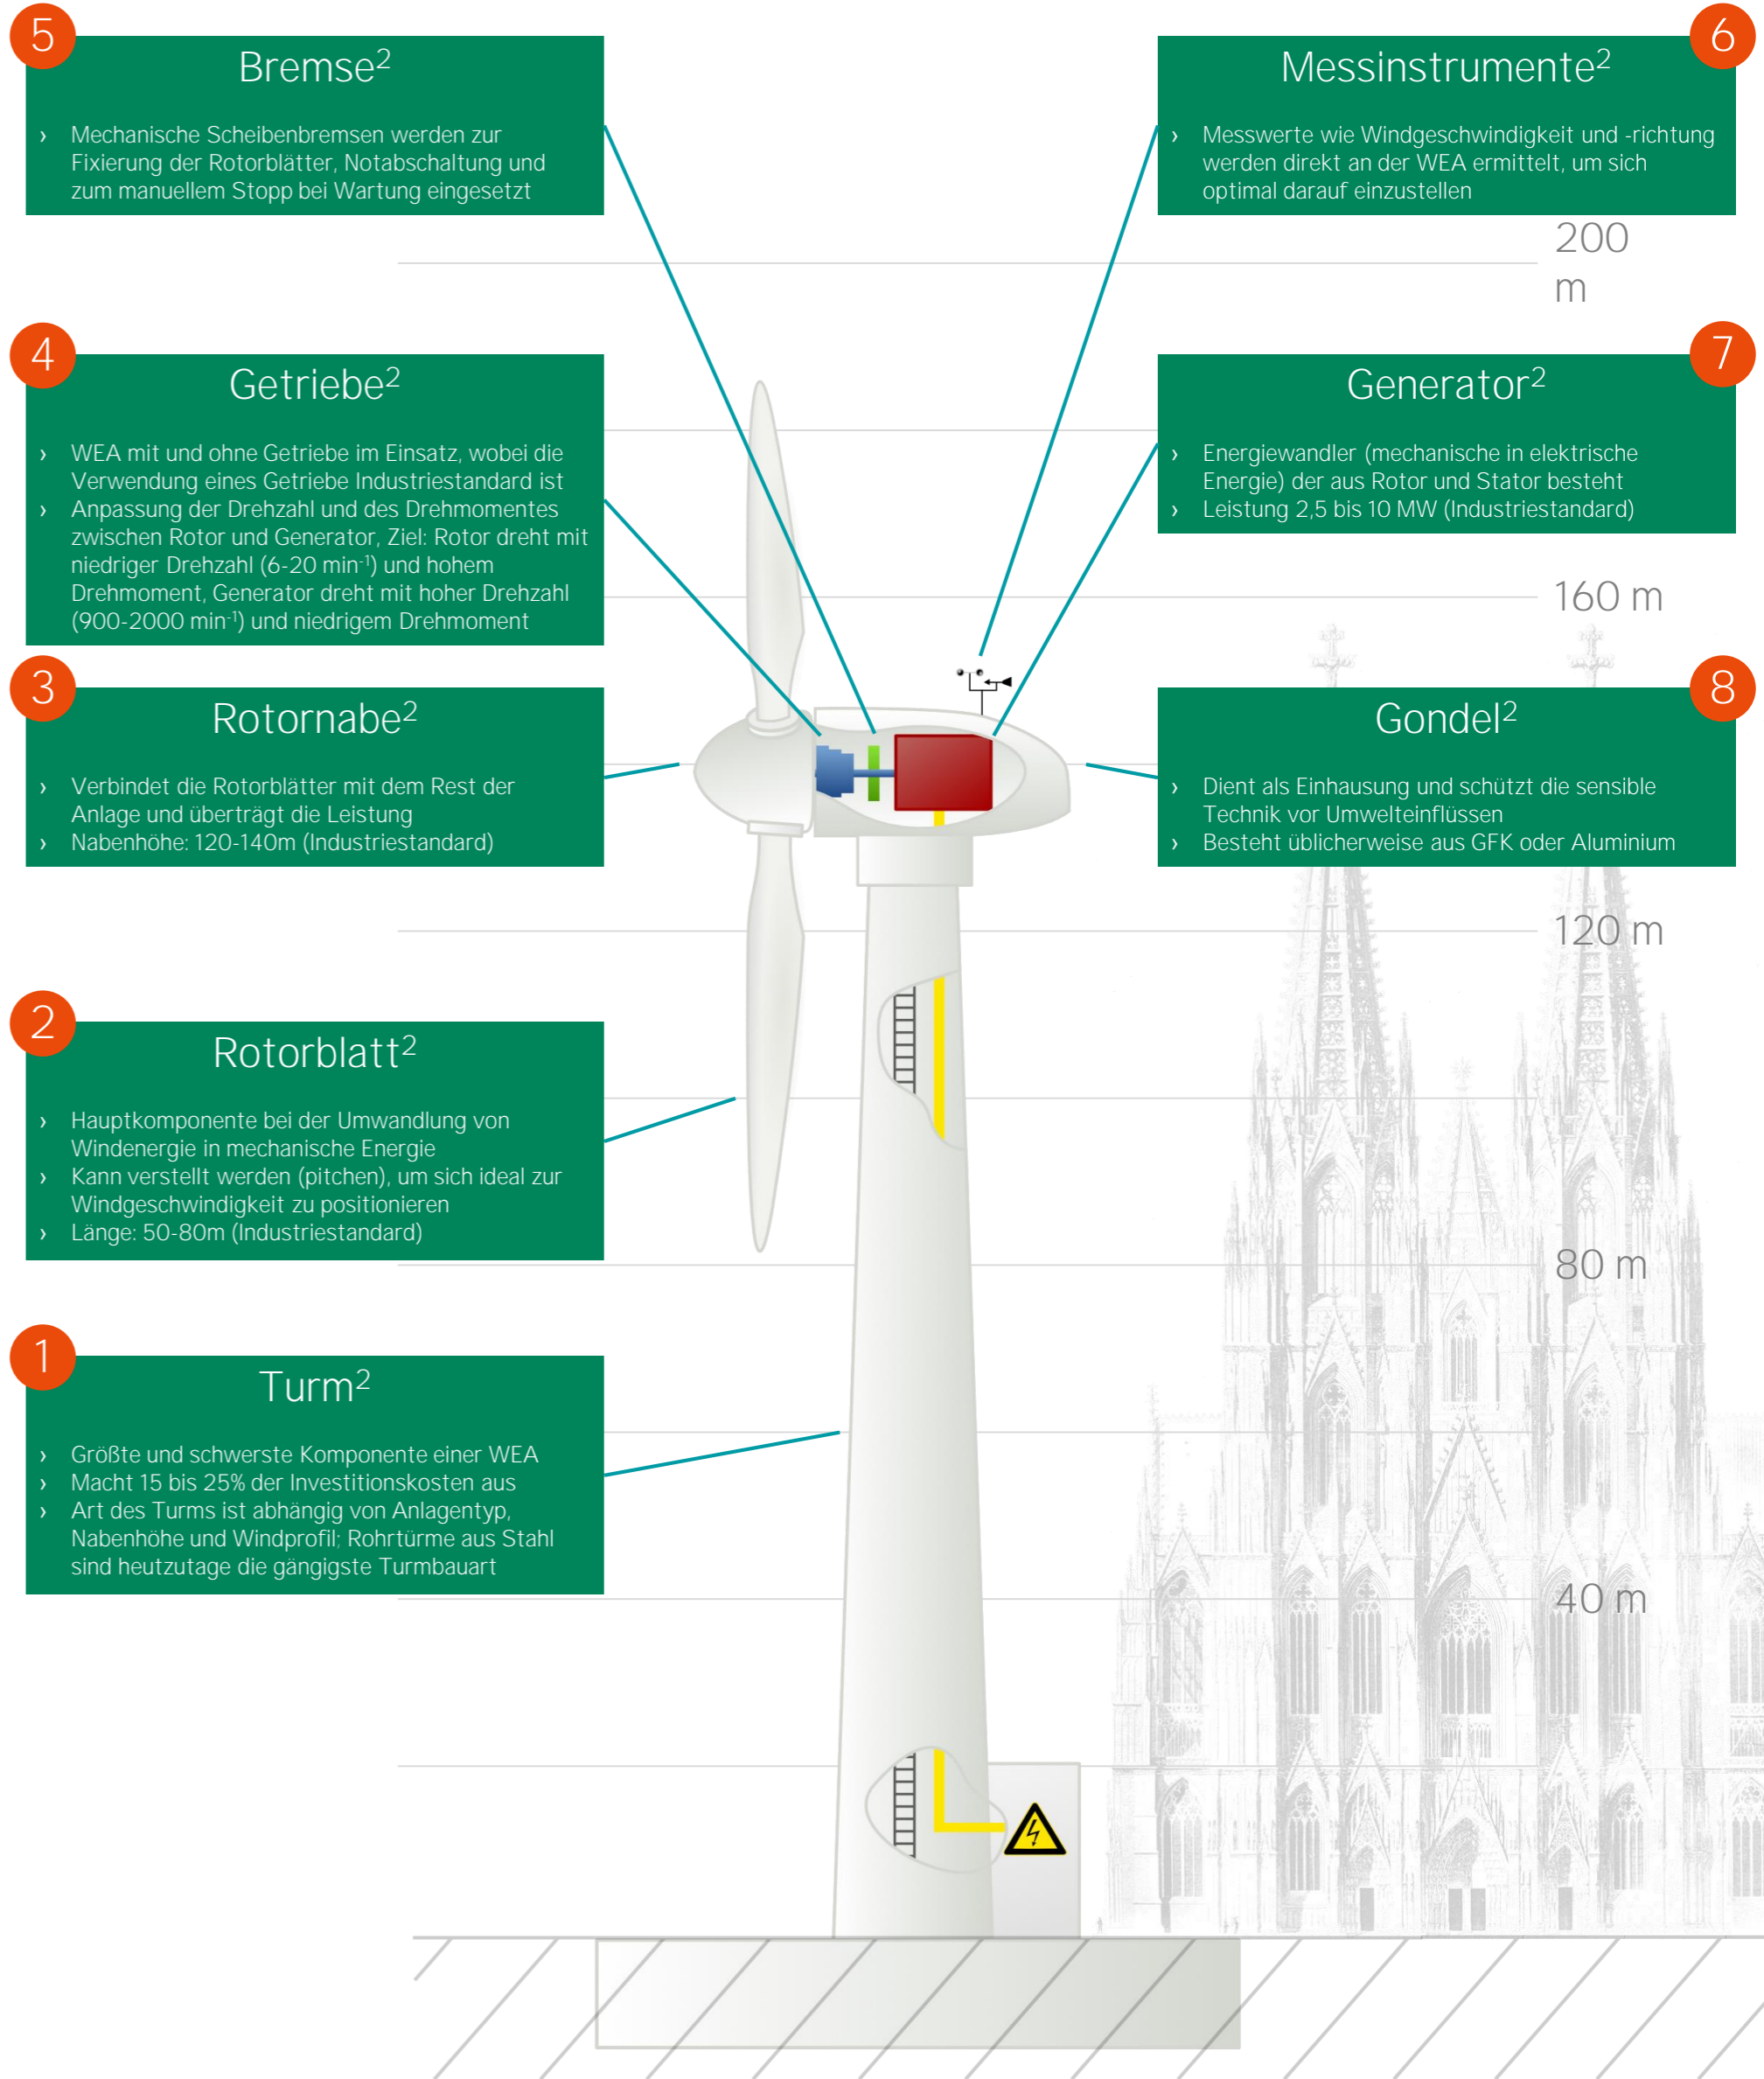 5
Bremse²
› Mechanische Scheibenbremsen werden zur
Fixierung der Rotorblätter, Notabschaltung und
zum manuellem Stopp bei Wartung eingesetzt
6
Messinstrumente²
› Messwerte wie Windgeschwindigkeit und -richtung
werden direkt an der WEA ermittelt, um sich
optimal darauf einzustellen
200
m
4
Getriebe²
› WEA mit und ohne Getriebe im Einsatz, wobei die
Verwendung eines Getriebe Industriestandard ist
› Anpassung der Drehzahl und des Drehmomentes
zwischen Rotor und Generator, Ziel: Rotor dreht mit
niedriger Drehzahl (6-20 min⁻¹) und hohem
Drehmoment, Generator dreht mit hoher Drehzahl
(900-2000 min⁻¹) und niedrigem Drehmoment
7
Generator²
› Energiewandler (mechanische in elektrische
Energie) der aus Rotor und Stator besteht
› Leistung 2,5 bis 10 MW (Industriestandard)
160 m
3
Rotornabe²
› Verbindet die Rotorblätter mit dem Rest der
Anlage und überträgt die Leistung
› Nabenhöhe: 120-140m (Industriestandard)
8
Gondel²
› Dient als Einhausung und schützt die sensible
Technik vor Umwelteinflüssen
› Besteht üblicherweise aus GFK oder Aluminium
120 m
2
Rotorblatt²
› Hauptkomponente bei der Umwandlung von
Windenergie in mechanische Energie
› Kann verstellt werden (pitchen), um sich ideal zur
Windgeschwindigkeit zu positionieren
› Länge: 50-80m (Industriestandard)
80 m
1
Turm²
› Größte und schwerste Komponente einer WEA
› Macht 15 bis 25% der Investitionskosten aus
› Art des Turms ist abhängig von Anlagentyp,
Nabenhöhe und Windprofil; Rohrtürme aus Stahl
sind heutzutage die gängigste Turmbauart
40 m